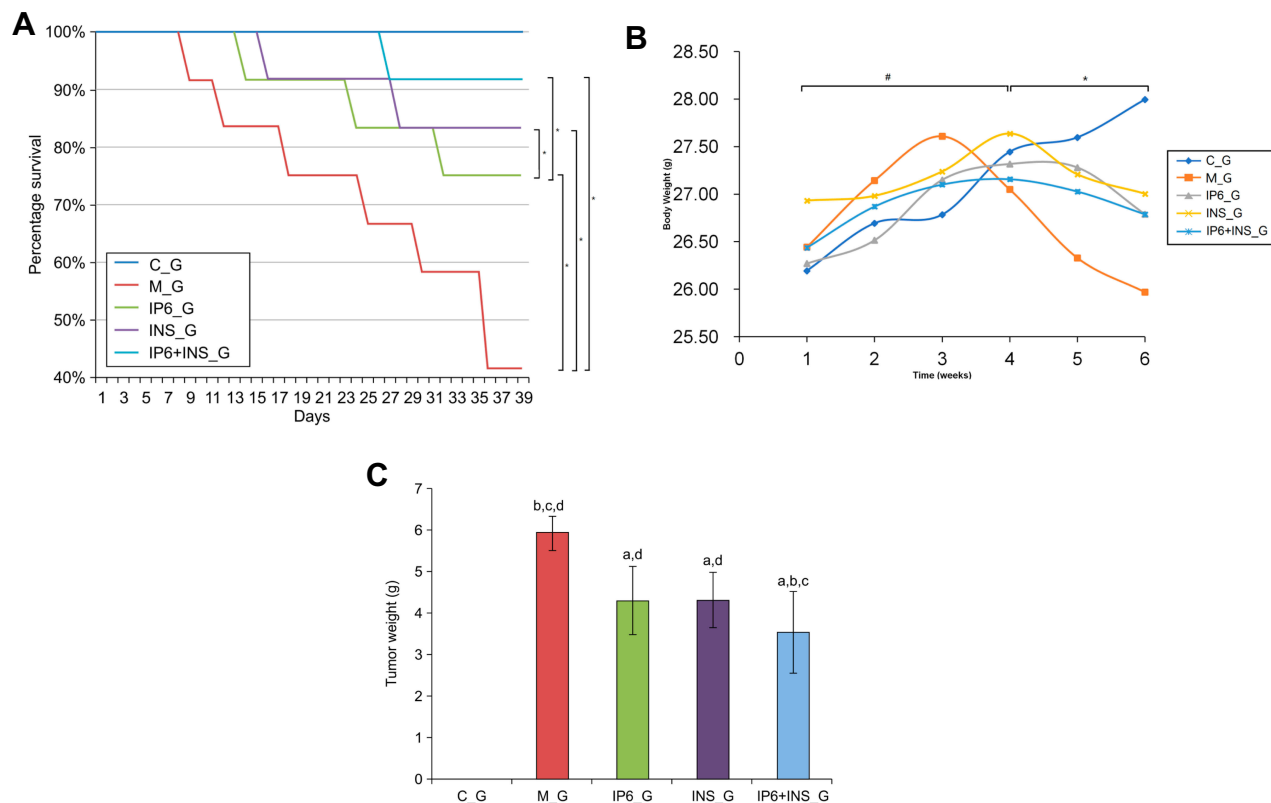 A
100%
90%
80%
70%
60%
50%
40%
Percentage survival
C_G
M_G
IP6_G
INS_G
IP6+INS_G
1 3 5 7 9 11 13 15 17 19 21 23 25 27 29 31 33 35 37 39
Days
*
*
*
*
*
B
28.50
28.00
27.50
27.00
26.50
26.00
25.50
Body Weight (g)
#
*
0 1 2 3 4 5 6
Time (weeks)
C_G
M_G
IP6_G
INS_G
IP6+INS_G
C
7
6
5
4
3
2
1
0
Tumor weight (g)
b,c,d
a,d
a,d
a,b,c
C_G M_G IP6_G INS_G IP6+INS_G